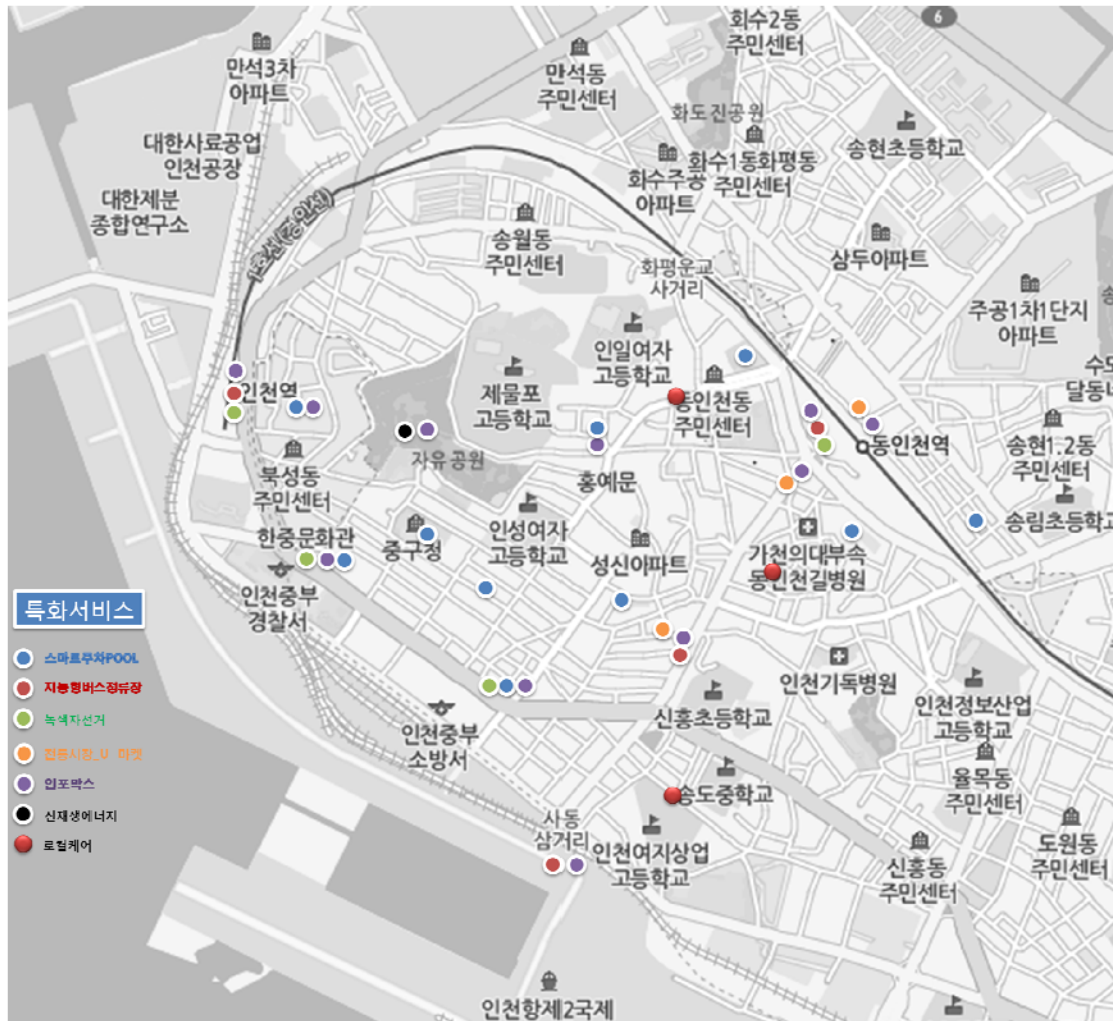 6
회수2동
주민센터
만석3차
아파트
만석동
주민센터
화도진공원
대한사료공업
인천공장
화수1동화평동
주민센터
화수주공
아파트
송현초등학교
대한제분
종합연구소
1호선(경인선)
송월동
주민센터
삼두아파트
화평운교
사거리
주공1차1단지
아파트
인일여자
고등학교
제물포
고등학교
인천역
동인천동
주민센터
송현1.2동
주민센터
동인천역
자유공원
북성동
주민센터
홍예문
송림초등학교
한중문화관
중구청
인성여자
고등학교
성신아파트
가천의대부속
동인천길병원
인천중부
경찰서
특화서비스
스마트주차POOL
지능형버스정류장
녹색자전거
전통시장_U 마켓
인포박스
신재생에너지
로컬케어
인천기독병원
신흥초등학교
인천정보산업
고등학교
인천중부
소방서
율목동
주민센터
송도중학교
사동
삼거리
인천여자상업
고등학교
신흥동
주민센터
도원동
주민센터
인천항제2국제